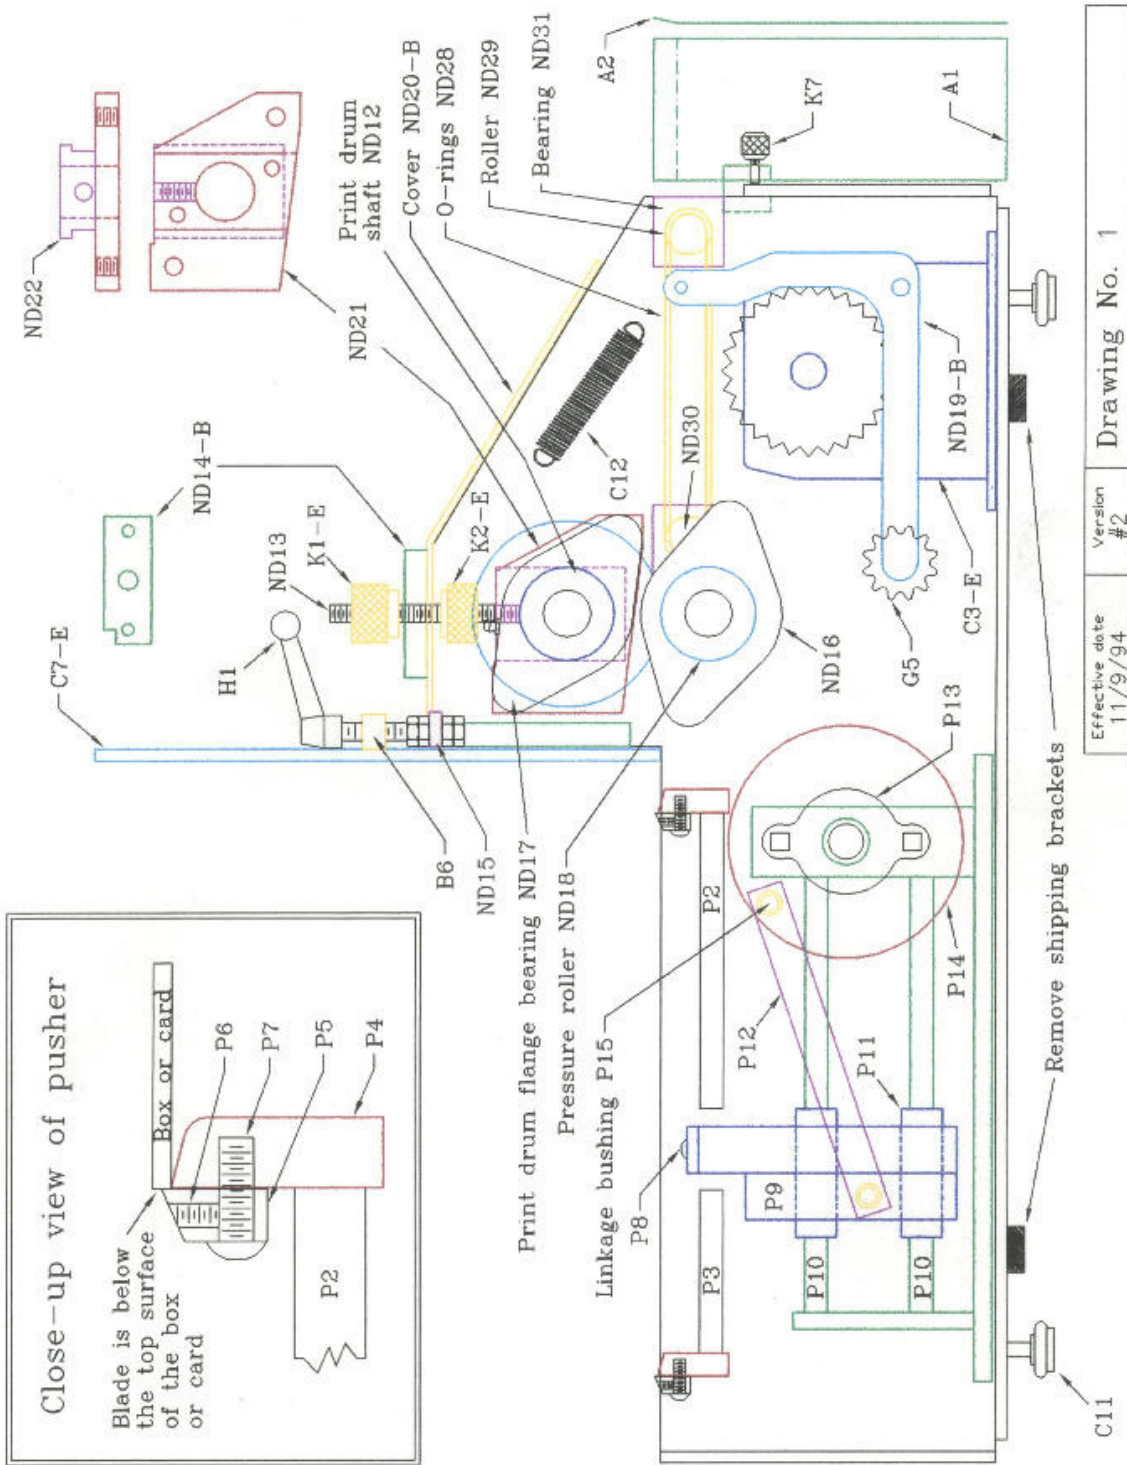 Close-up view of pusher
Blade is below
the top surface
of the box
or card
Box or card
P6
P7
P5
P4
P2
C7-E
H1
ND13
K1-E
ND14-B
K2-E
ND22
ND21
Print drum
shaft ND12
Cover ND20-B
O-rings ND28
Roller ND29
Bearing ND31
A2
K7
A1
B6
ND15
Print drum flange bearing ND17
Pressure roller ND18
Linkage bushing P15
C12
ND30
ND16
G5
C3-E
ND19-B
P8
P3
P2
P9
P10
P10
P11
P12
P13
P14
C11
Remove shipping brackets
Effective date
11/9/94
Version
#2
Drawing No. 1